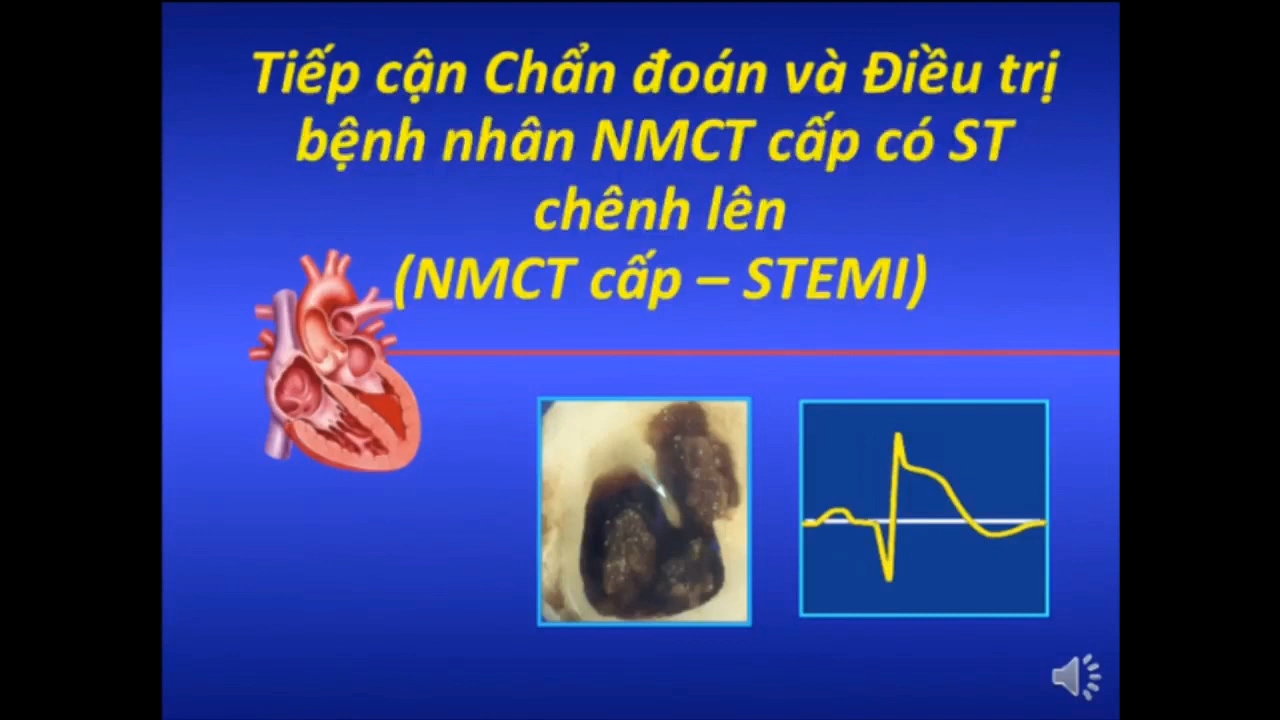 Tiếp cận Chẩn đoán và Điều trị
bệnh nhân NMCT cấp có ST
chênh lên
(NMCT cấp – STEMI)